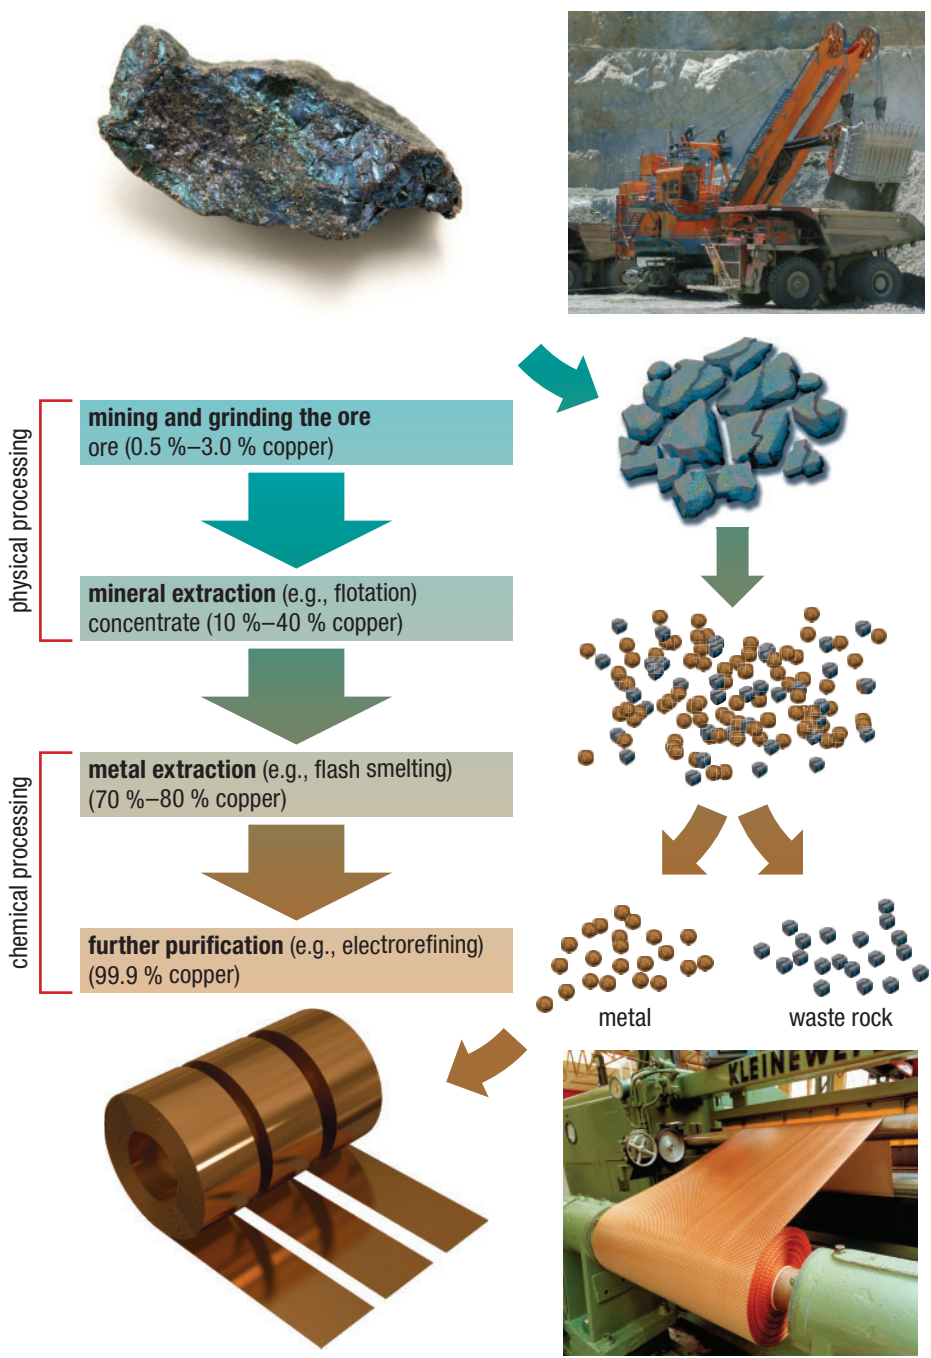 physical processing
mining and grinding the ore
ore (0.5 %–3.0 % copper)
mineral extraction (e.g., flotation)
concentrate (10 %–40 % copper)
chemical processing
metal extraction (e.g., flash smelting)
(70 %–80 % copper)
further purification (e.g., electrorefining)
(99.9 % copper)
metal
waste rock